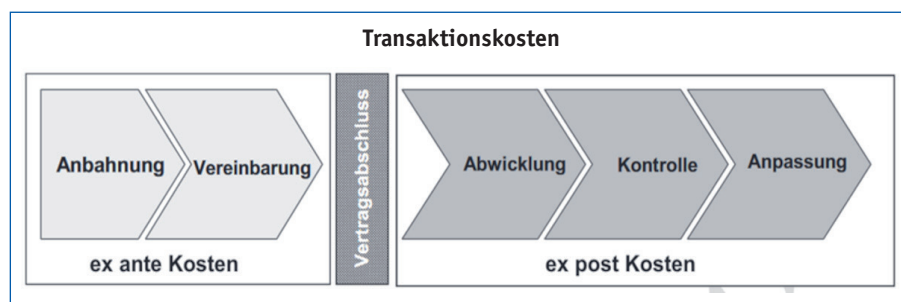 Transaktionskosten
Anbahnung
Vereinbarung
ex ante Kosten
Vertragsabschluss
Abwicklung
Kontrolle
Anpassung
ex post Kosten